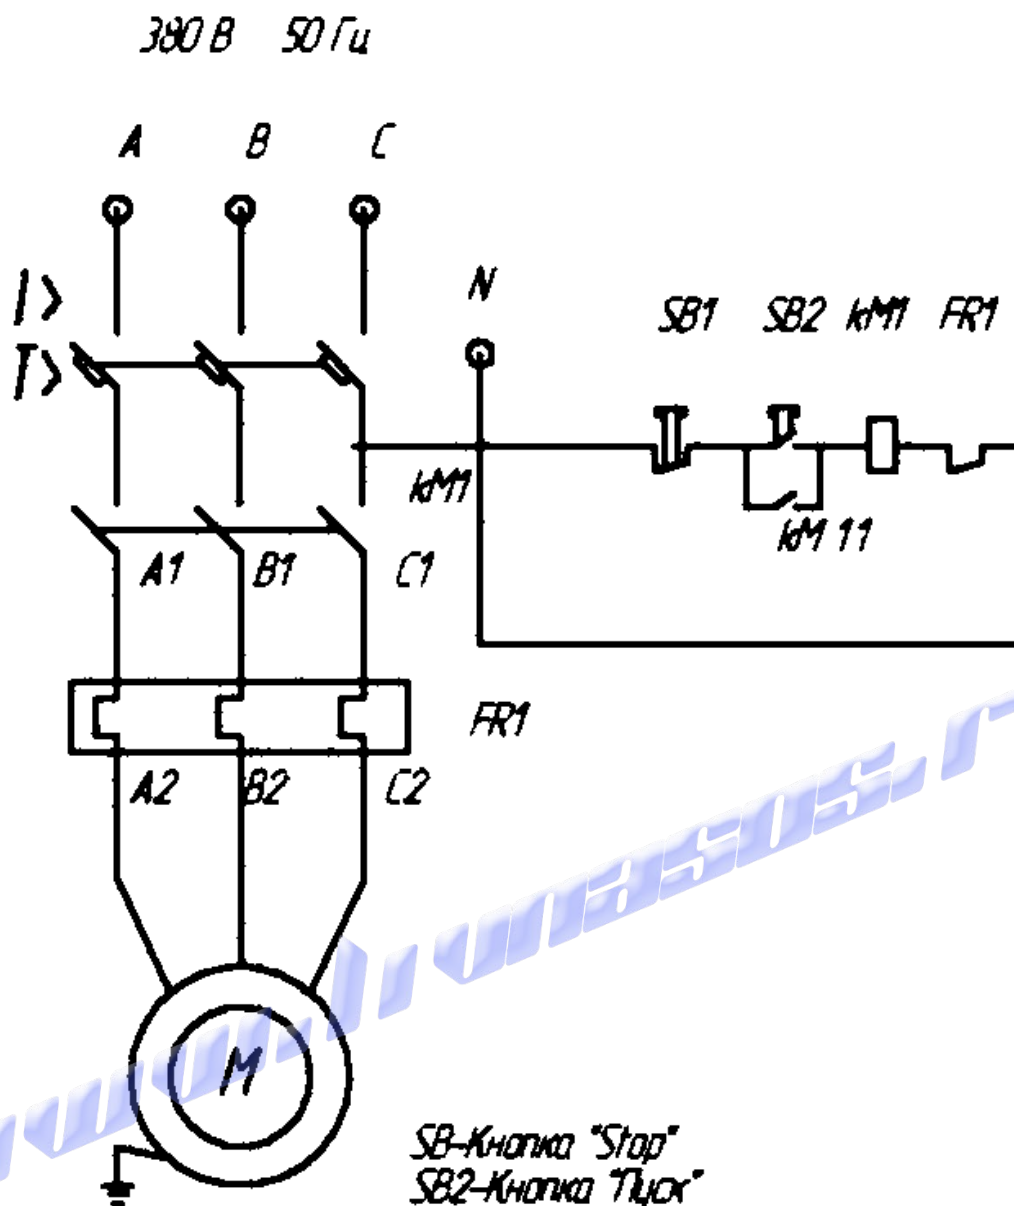 380 В 50 Гц
A B C
I >
T >
N
SB1 SB2 kM1 FR1
kM1
kM 11
A1 B1 C1
FR1
A2 B2 C2
M
SB-Кнопка "Stop"
SB2-Кнопка "Пуск"